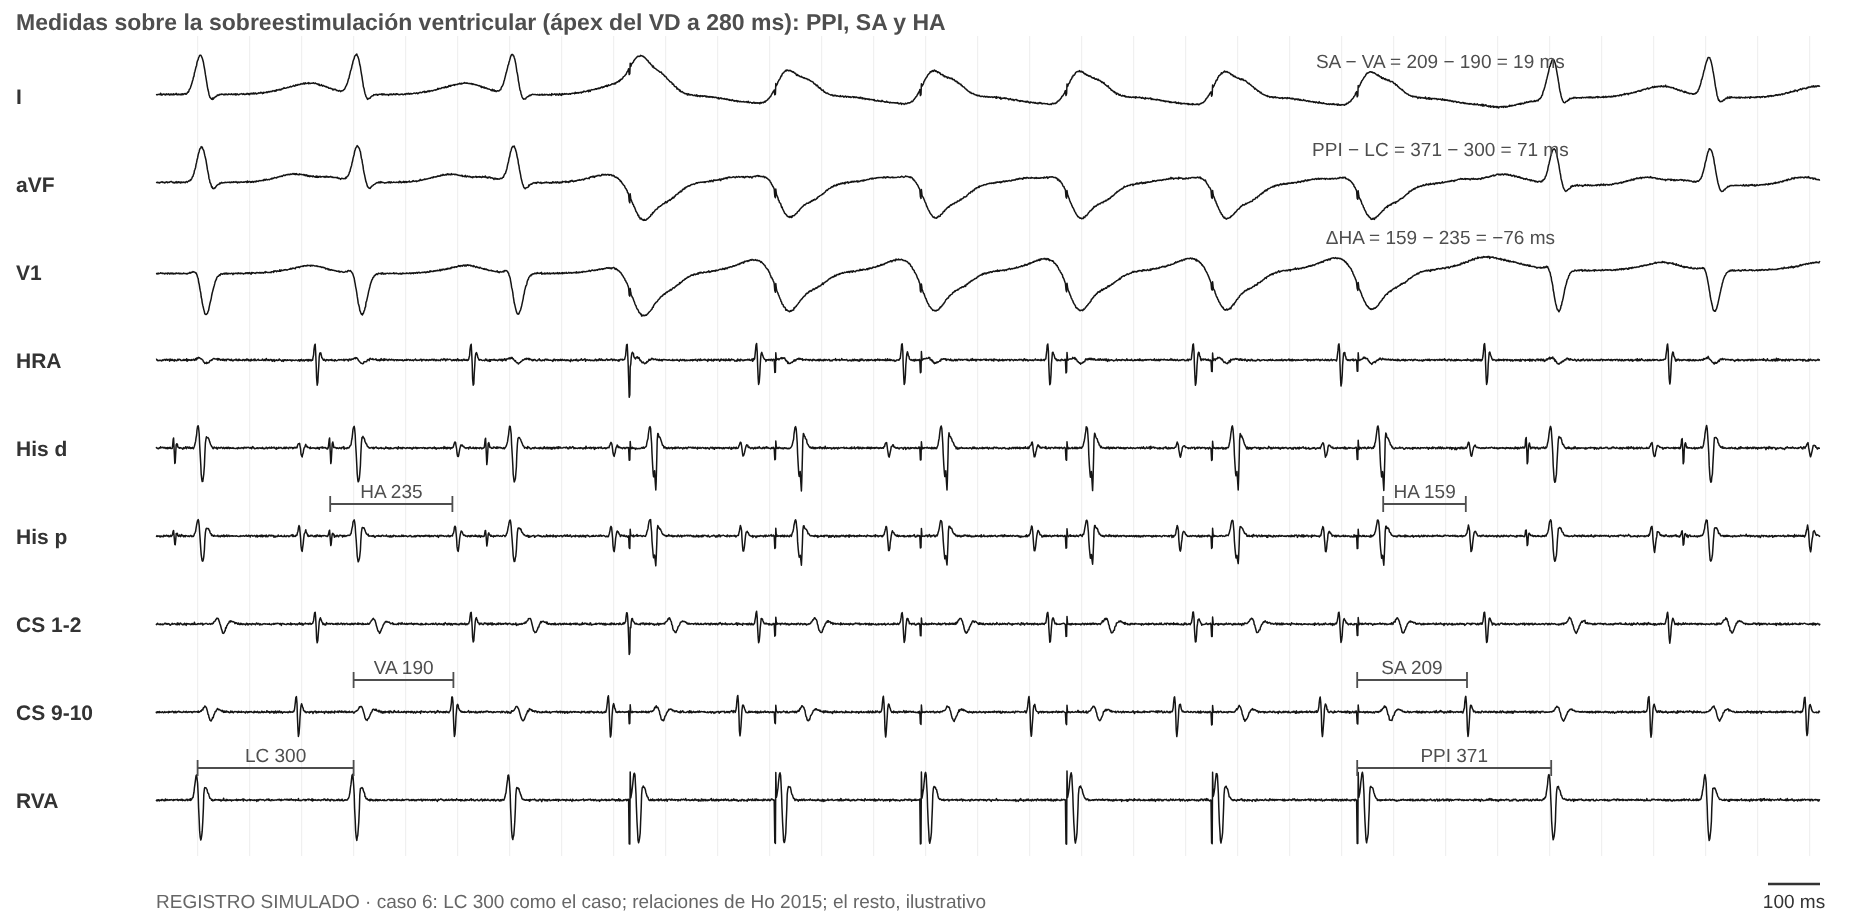 Medidas sobre la sobreestimulación ventricular (ápex del VD a 280 ms): PPI, SA y HA
SA − VA = 209 − 190 = 19 ms
I
PPI − LC = 371 − 300 = 71 ms
aVF
ΔHA = 159 − 235 = −76 ms
V1
HRA
His d
HA 235
HA 159
His p
CS 1-2
VA 190
SA 209
CS 9-10
LC 300
PPI 371
RVA
REGISTRO SIMULADO · caso 6: LC 300 como el caso; relaciones de Ho 2015; el resto, ilustrativo
100 ms